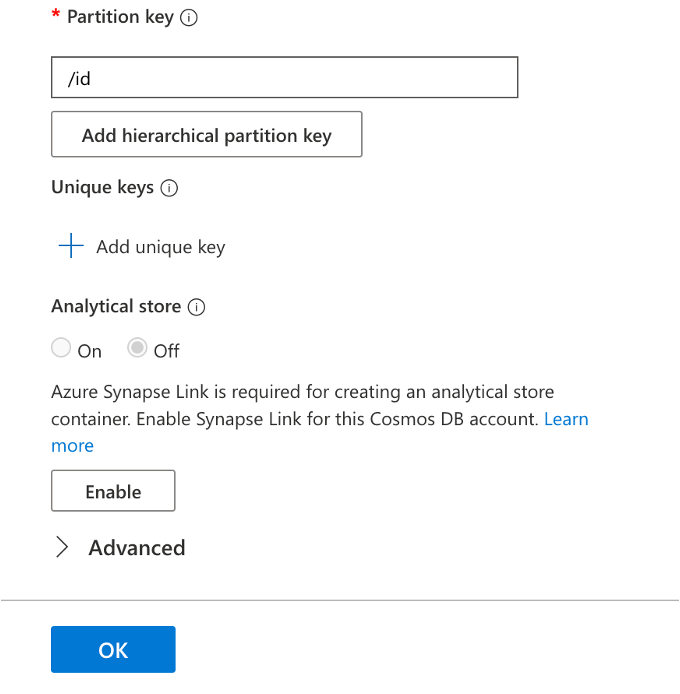 * Partition key
/id
Add hierarchical partition key
Unique keys
Add unique key
Analytical store
On Off
Azure Synapse Link is required for creating an analytical store
container. Enable Synapse Link for this Cosmos DB account. Learn
more
Enable
Advanced
OK